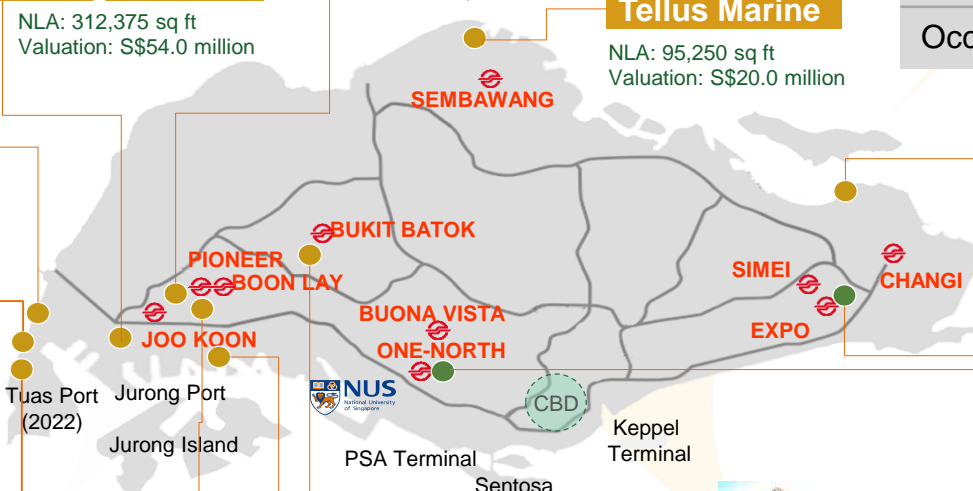 Tellus Marine
NLA: 312,375 sq ft
Valuation: S$54.0 million
NLA: 95,250 sq ft
Valuation: S$20.0 million
SEMBAWANG
BUKIT BATOK
PIONEER
BOON LAY
SIMEI
CHANGI
BUONA VISTA
EXPO
JOO KOON
ONE-NORTH
NUS
National University
of Singapore
Tuas Port
(2022)
Jurong Port
CBD
Jurong Island
Keppel
Terminal
PSA Terminal
Sentosa